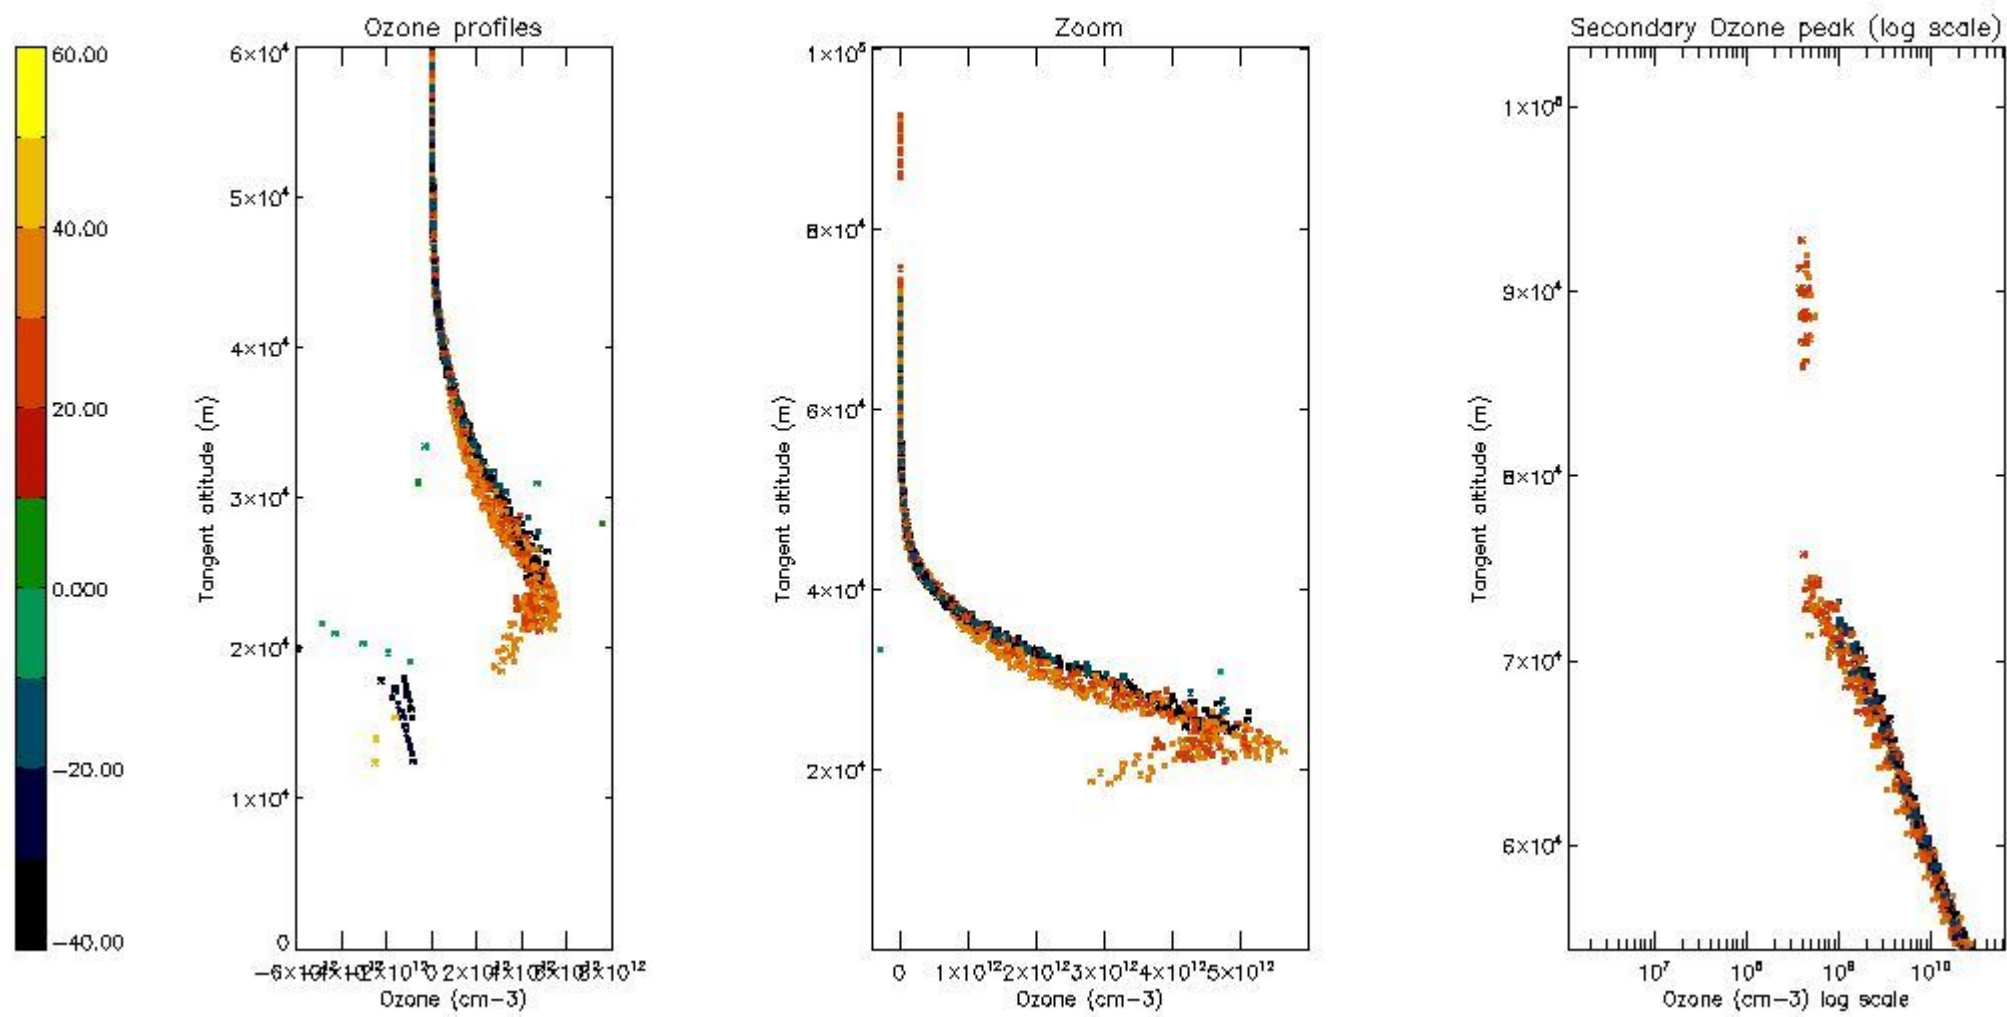 Ozone profiles
Zoom
Secondary Ozone peak (log scale)
60.00
40.00
20.00
0.000
−20.00
−40.00
6×10⁴
5×10⁴
4×10⁴
3×10⁴
2×10⁴
1×10⁴
0
Tangent altitude (m)
0
8×10¹²
Ozone (cm−3)
1×10⁵
8×10⁴
6×10⁴
4×10⁴
2×10⁴
Tangent altitude (m)
0 1×10¹² 2×10¹² 3×10¹² 4×10¹² 5×10¹²
Ozone (cm−3)
9×10⁴
8×10⁴
7×10⁴
6×10⁴
Tangent altitude (m)
10⁷ 10⁸ 10⁹ 10¹⁰
Ozone (cm−3) log scale